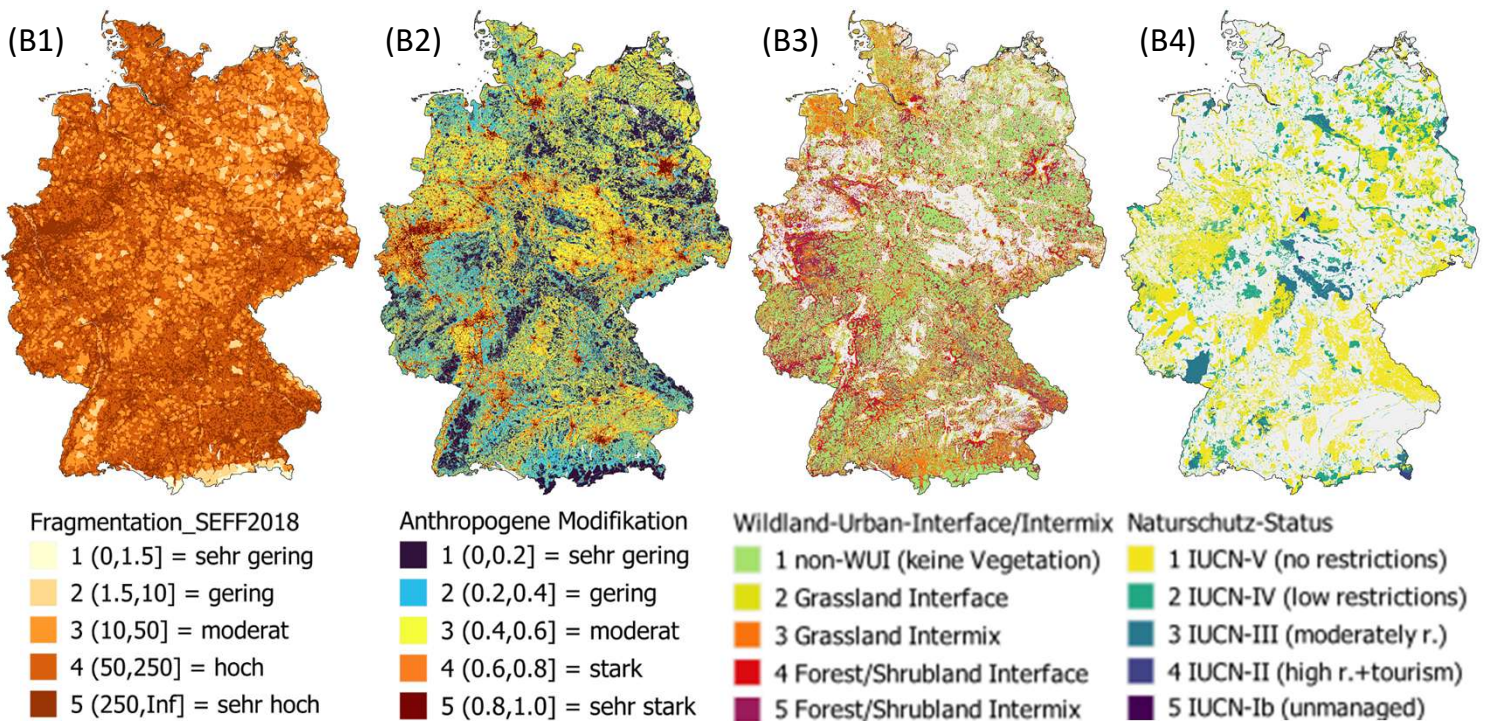 (B1)
(B2)
(B3)
(B4)
Fragmentation_SEFF2018
1 (0,1.5] = sehr gering
2 (1.5,10] = gering
3 (10,50] = moderat
4 (50,250] = hoch
5 (250,Inf] = sehr hoch
Anthropogene Modifikation
1 (0,0.2] = sehr gering
2 (0.2,0.4] = gering
3 (0.4,0.6] = moderat
4 (0.6,0.8] = stark
5 (0.8,1.0] = sehr stark
Wildland-Urban-Interface/Intermix
1 non-WUI (keine Vegetation)
2 Grassland Interface
3 Grassland Intermix
4 Forest/Shrubland Interface
5 Forest/Shrubland Intermix
Naturschutz-Status
1 IUCN-V (no restrictions)
2 IUCN-IV (low restrictions)
3 IUCN-III (moderately r.)
4 IUCN-II (high r.+tourism)
5 IUCN-Ib (unmanaged)